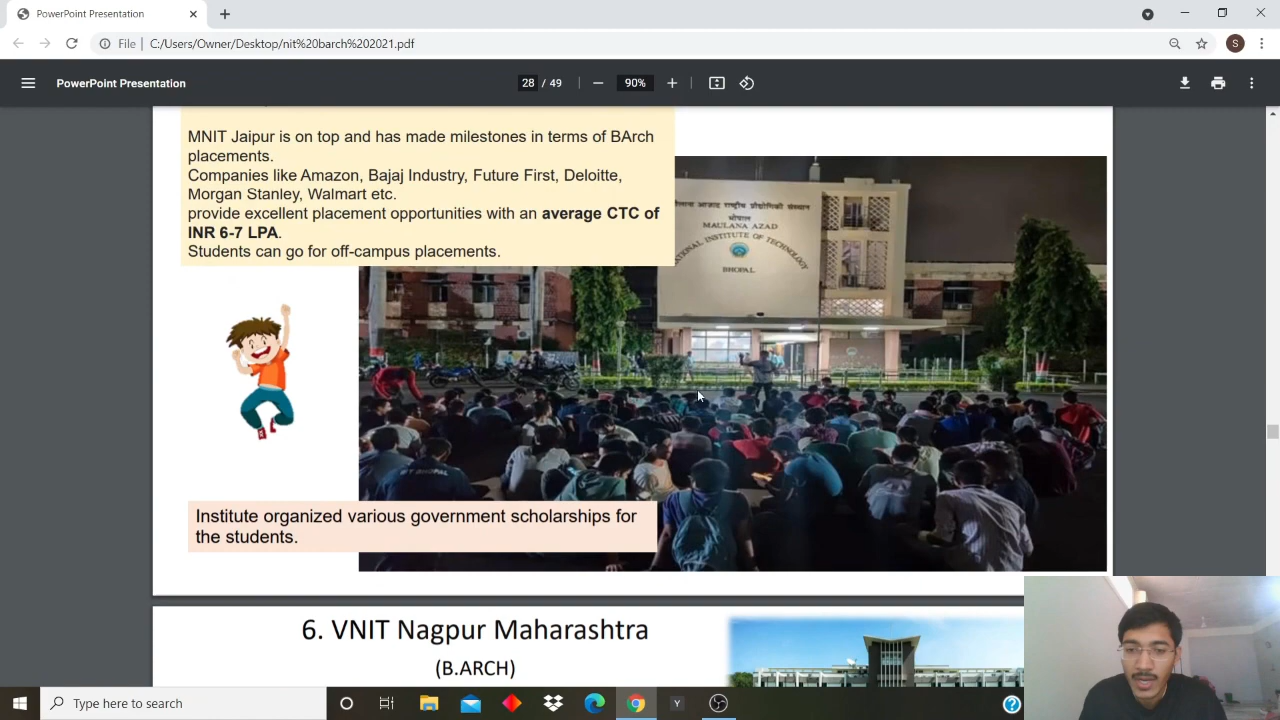 PowerPoint Presentation
File | C:/Users/Owner/Desktop/nit%20barch%202021.pdf
S
PowerPoint Presentation
28 / 49
90%
MNIT Jaipur is on top and has made milestones in terms of BArch
placements.
Companies like Amazon, Bajaj Industry, Future First, Deloitte,
Morgan Stanley, Walmart etc.
provide excellent placement opportunities with an average CTC of
INR 6-7 LPA.
Students can go for off-campus placements.
मौलाना आज़ाद राष्ट्रीय प्रौद्योगिकी संस्थान
भोपाल
MAULANA AZAD
NATIONAL INSTITUTE OF TECHNOLOGY
BHOPAL
Institute organized various government scholarships for
the students.
6. VNIT Nagpur Maharashtra
(B.ARCH)
Type here to search
Y